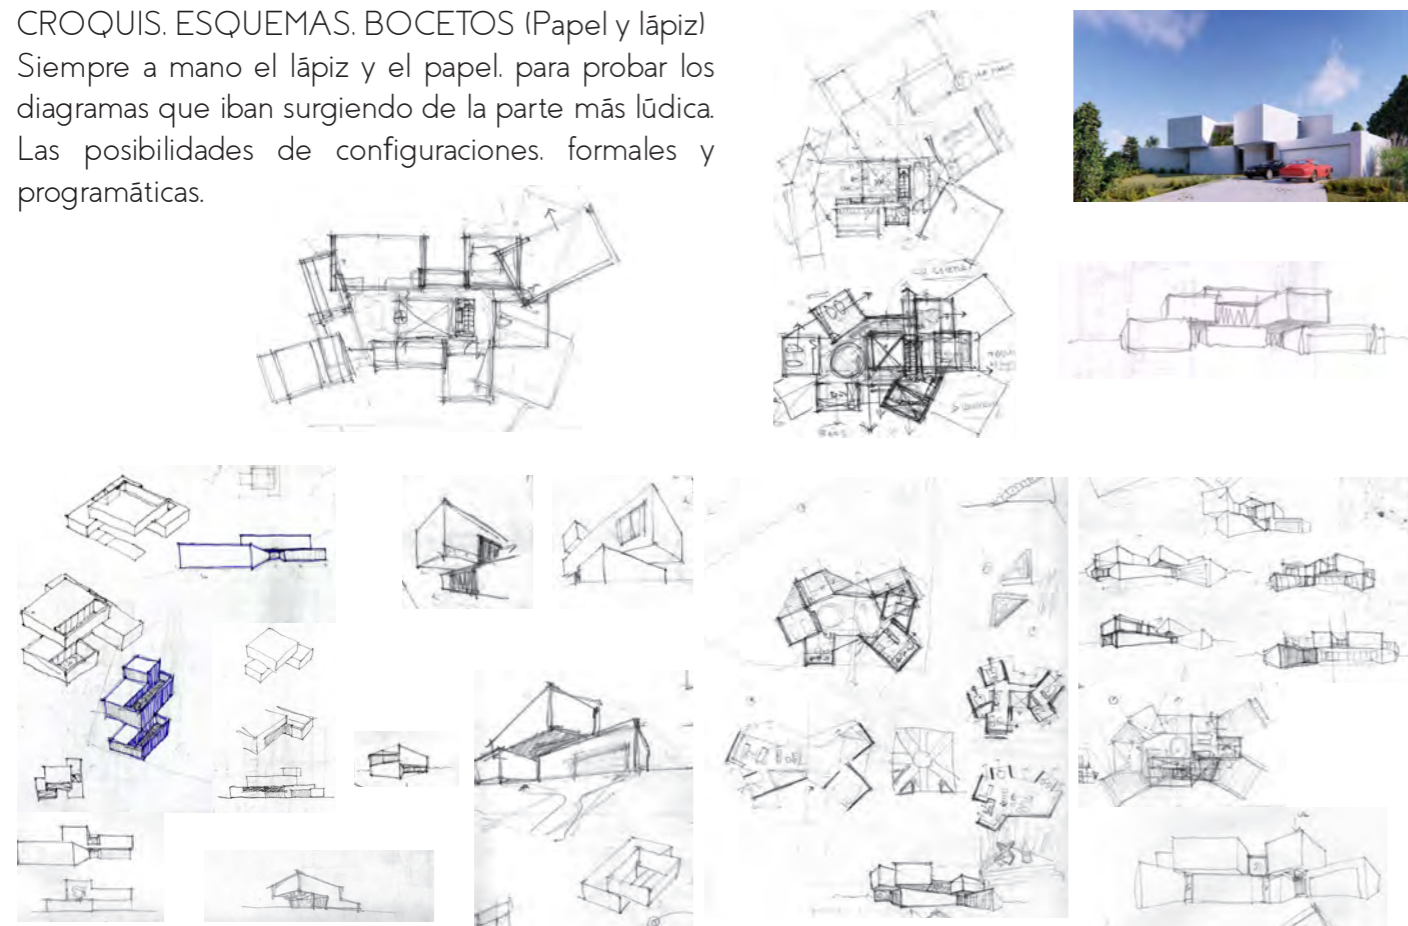 CROQUIS. ESQUEMAS. BOCETOS (Papel y lápiz)
Siempre a mano el lápiz y el papel. para probar los
diagramas que iban surgiendo de la parte más lúdica.
Las posibilidades de configuraciones. formales y
programáticas.